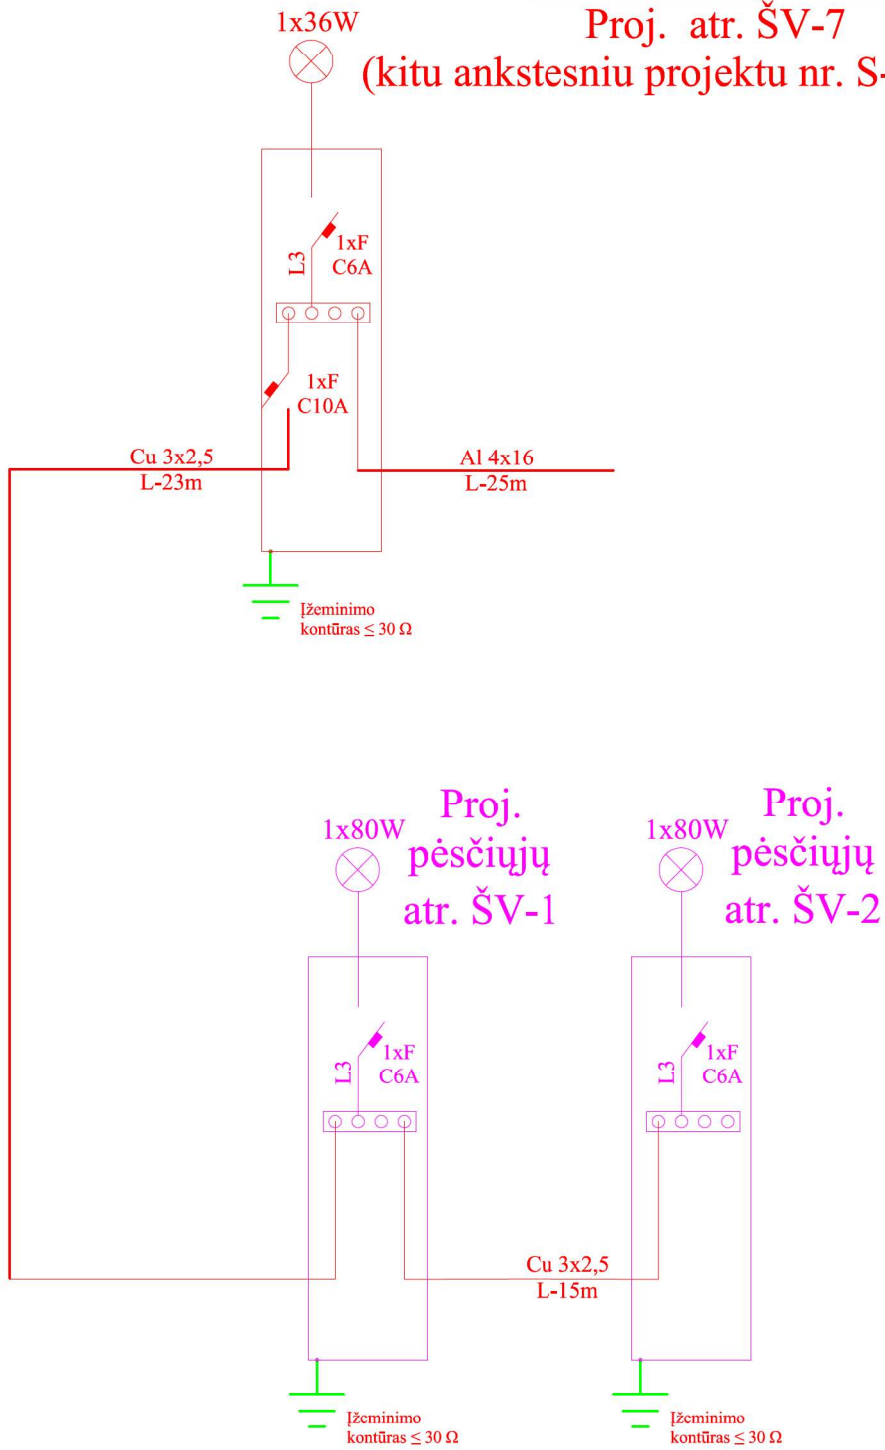 1x36W
Proj. atr. ŠV-7
(kitu ankstesniu projektu nr. S-
L3
1xF
C6A
1xF
C10A
Cu 3x2,5
L-23m
Al 4x16
L-25m
Įžeminimo
kontūras ≤ 30 Ω
1x80W
Proj.
pėsčiųjų
atr. ŠV-1
1x80W
Proj.
pėsčiųjų
atr. ŠV-2
L3
1xF
C6A
L3
1xF
C6A
Cu 3x2,5
L-15m
Įžeminimo
kontūras ≤ 30 Ω
Įžeminimo
kontūras ≤ 30 Ω